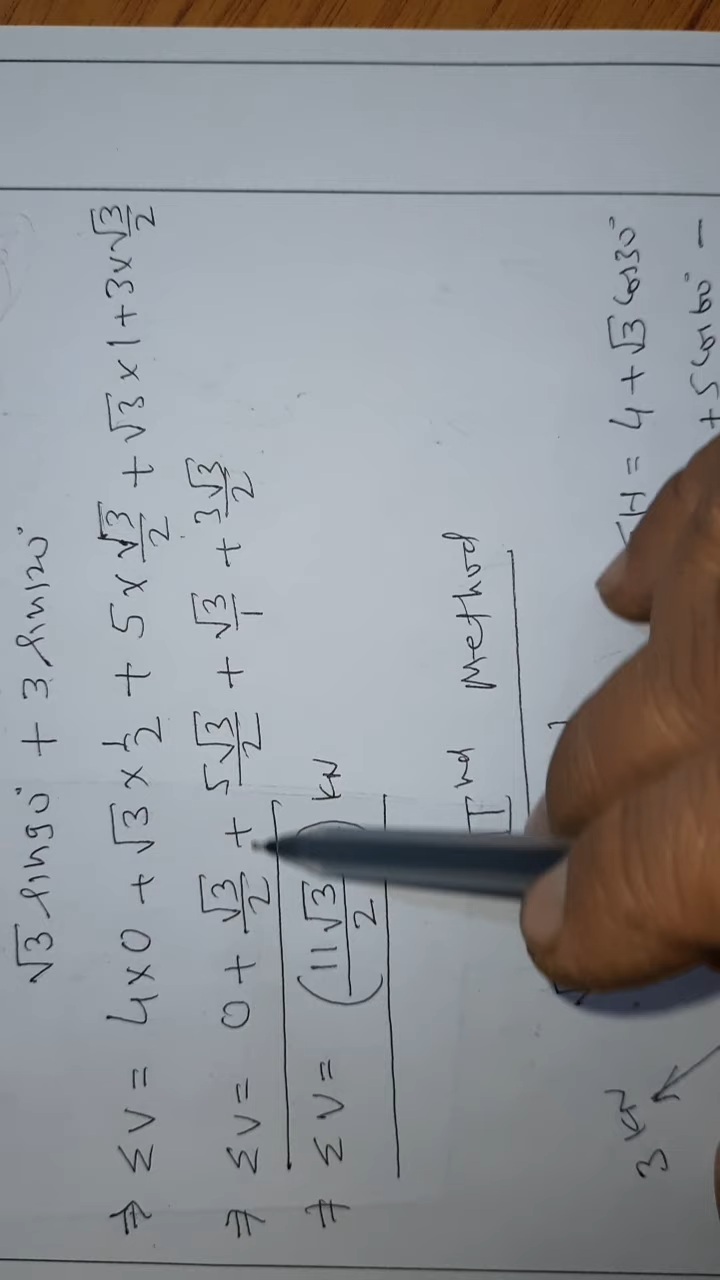 √3 sin90° + 3 sin120°
⇒ ΣV = 4×0 + √3 × 1/2 + 5 × √3/2 + √3 × 1 + 3 × √3/2
⇒ ΣV = 0 + √3/2 + 5√3/2 + √3/1 + 3√3/2
⇒ ΣV = (11√3/2) kN
II nd Method
H = 4 + √3 cos30°
+ 5 cos60° −
3 kN